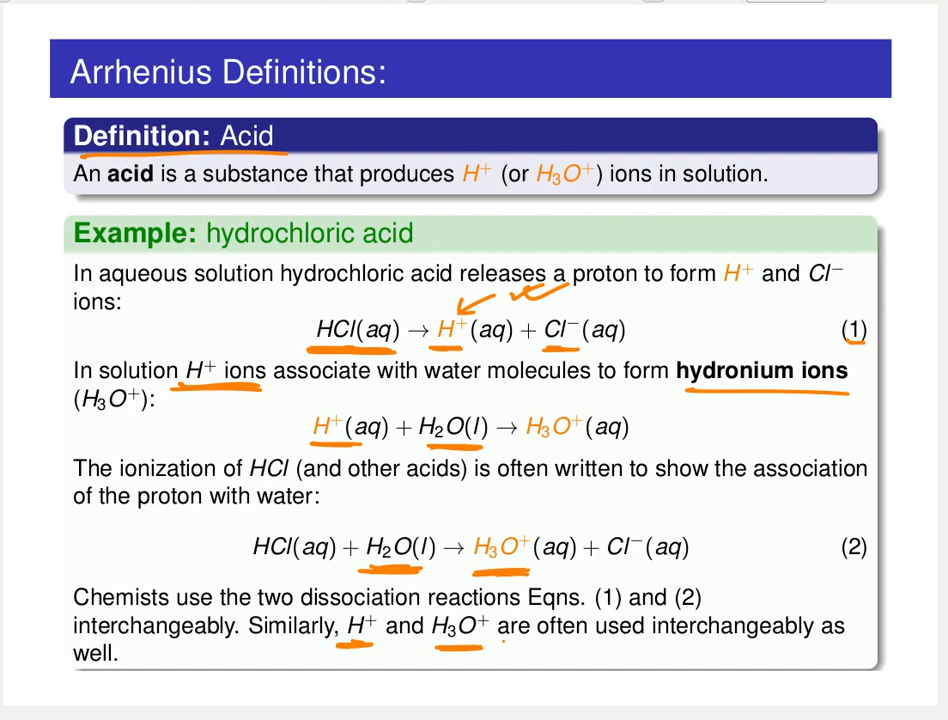 Arrhenius Definitions:
Definition: Acid
An acid is a substance that produces H⁺ (or H₃O⁺) ions in solution.
Example: hydrochloric acid
In aqueous solution hydrochloric acid releases a proton to form H⁺ and Cl⁻
ions:
HCl(aq) → H⁺(aq) + Cl⁻(aq) (1)
In solution H⁺ ions associate with water molecules to form hydronium ions
(H₃O⁺):
H⁺(aq) + H₂O(l) → H₃O⁺(aq)
The ionization of HCl (and other acids) is often written to show the association
of the proton with water:
HCl(aq) + H₂O(l) → H₃O⁺(aq) + Cl⁻(aq) (2)
Chemists use the two dissociation reactions Eqns. (1) and (2)
interchangeably. Similarly, H⁺ and H₃O⁺ are often used interchangeably as
well.